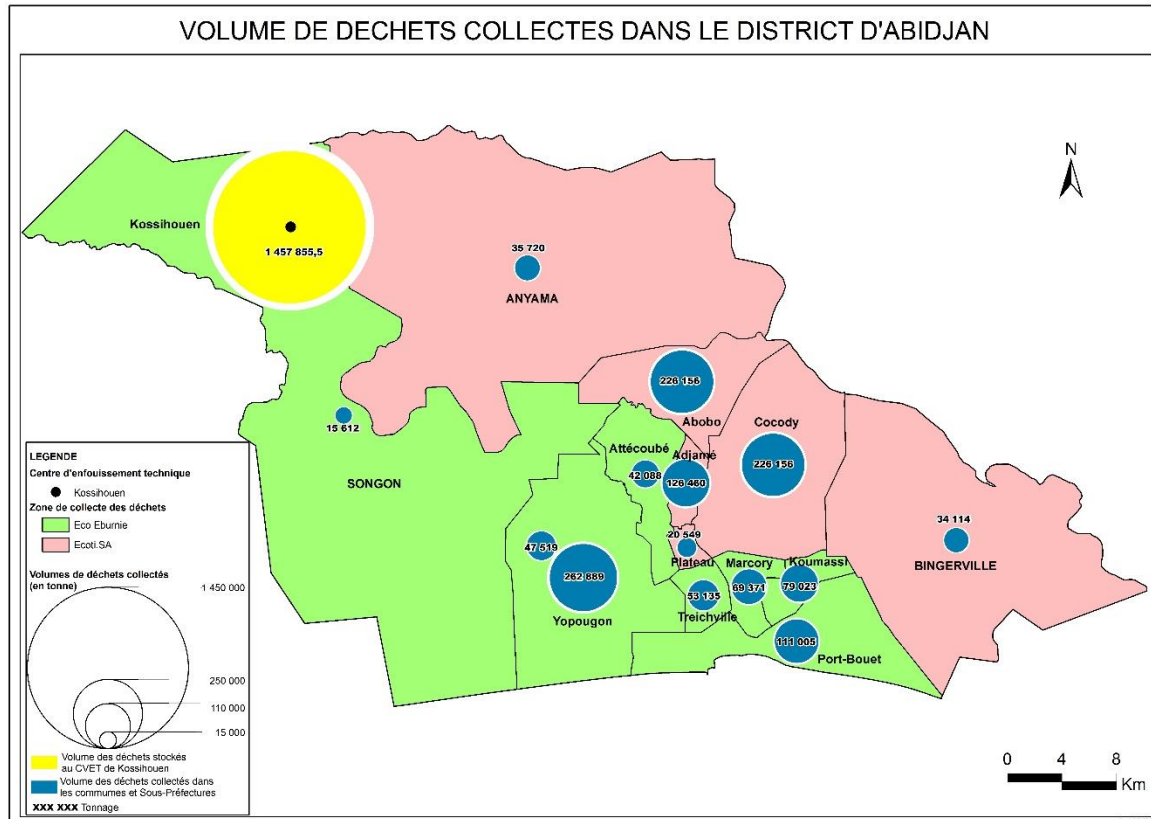 VOLUME DE DECHETS COLLECTES DANS LE DISTRICT D'ABIDJAN
N
Kossihouen
1 457 855,5
35 720
ANYAMA
226 156
Abobo
Cocody
226 156
Attécoubé
42 088
Adjamé
126 460
15 612
SONGON
20 549
Plateau
34 114
BINGERVILLE
47 519
262 889
Yopougon
53 135
Treichville
Marcory
69 371
Koumassi
79 023
111 005
Port-Bouet
LEGENDE
Centre d'enfouissement technique
Kossihouen
Zone de collecte des déchets
Eco Eburnie
Ecoti.SA
Volumes de déchets collectés
(en tonne)
1 450 000
250 000
110 000
15 000
Volume des déchets stockés
au CVET de Kossihouen
Volume des déchets collectés dans
les commumes et Sous-Préfectures
XXX XXX Tonnage
0 4 8
Km